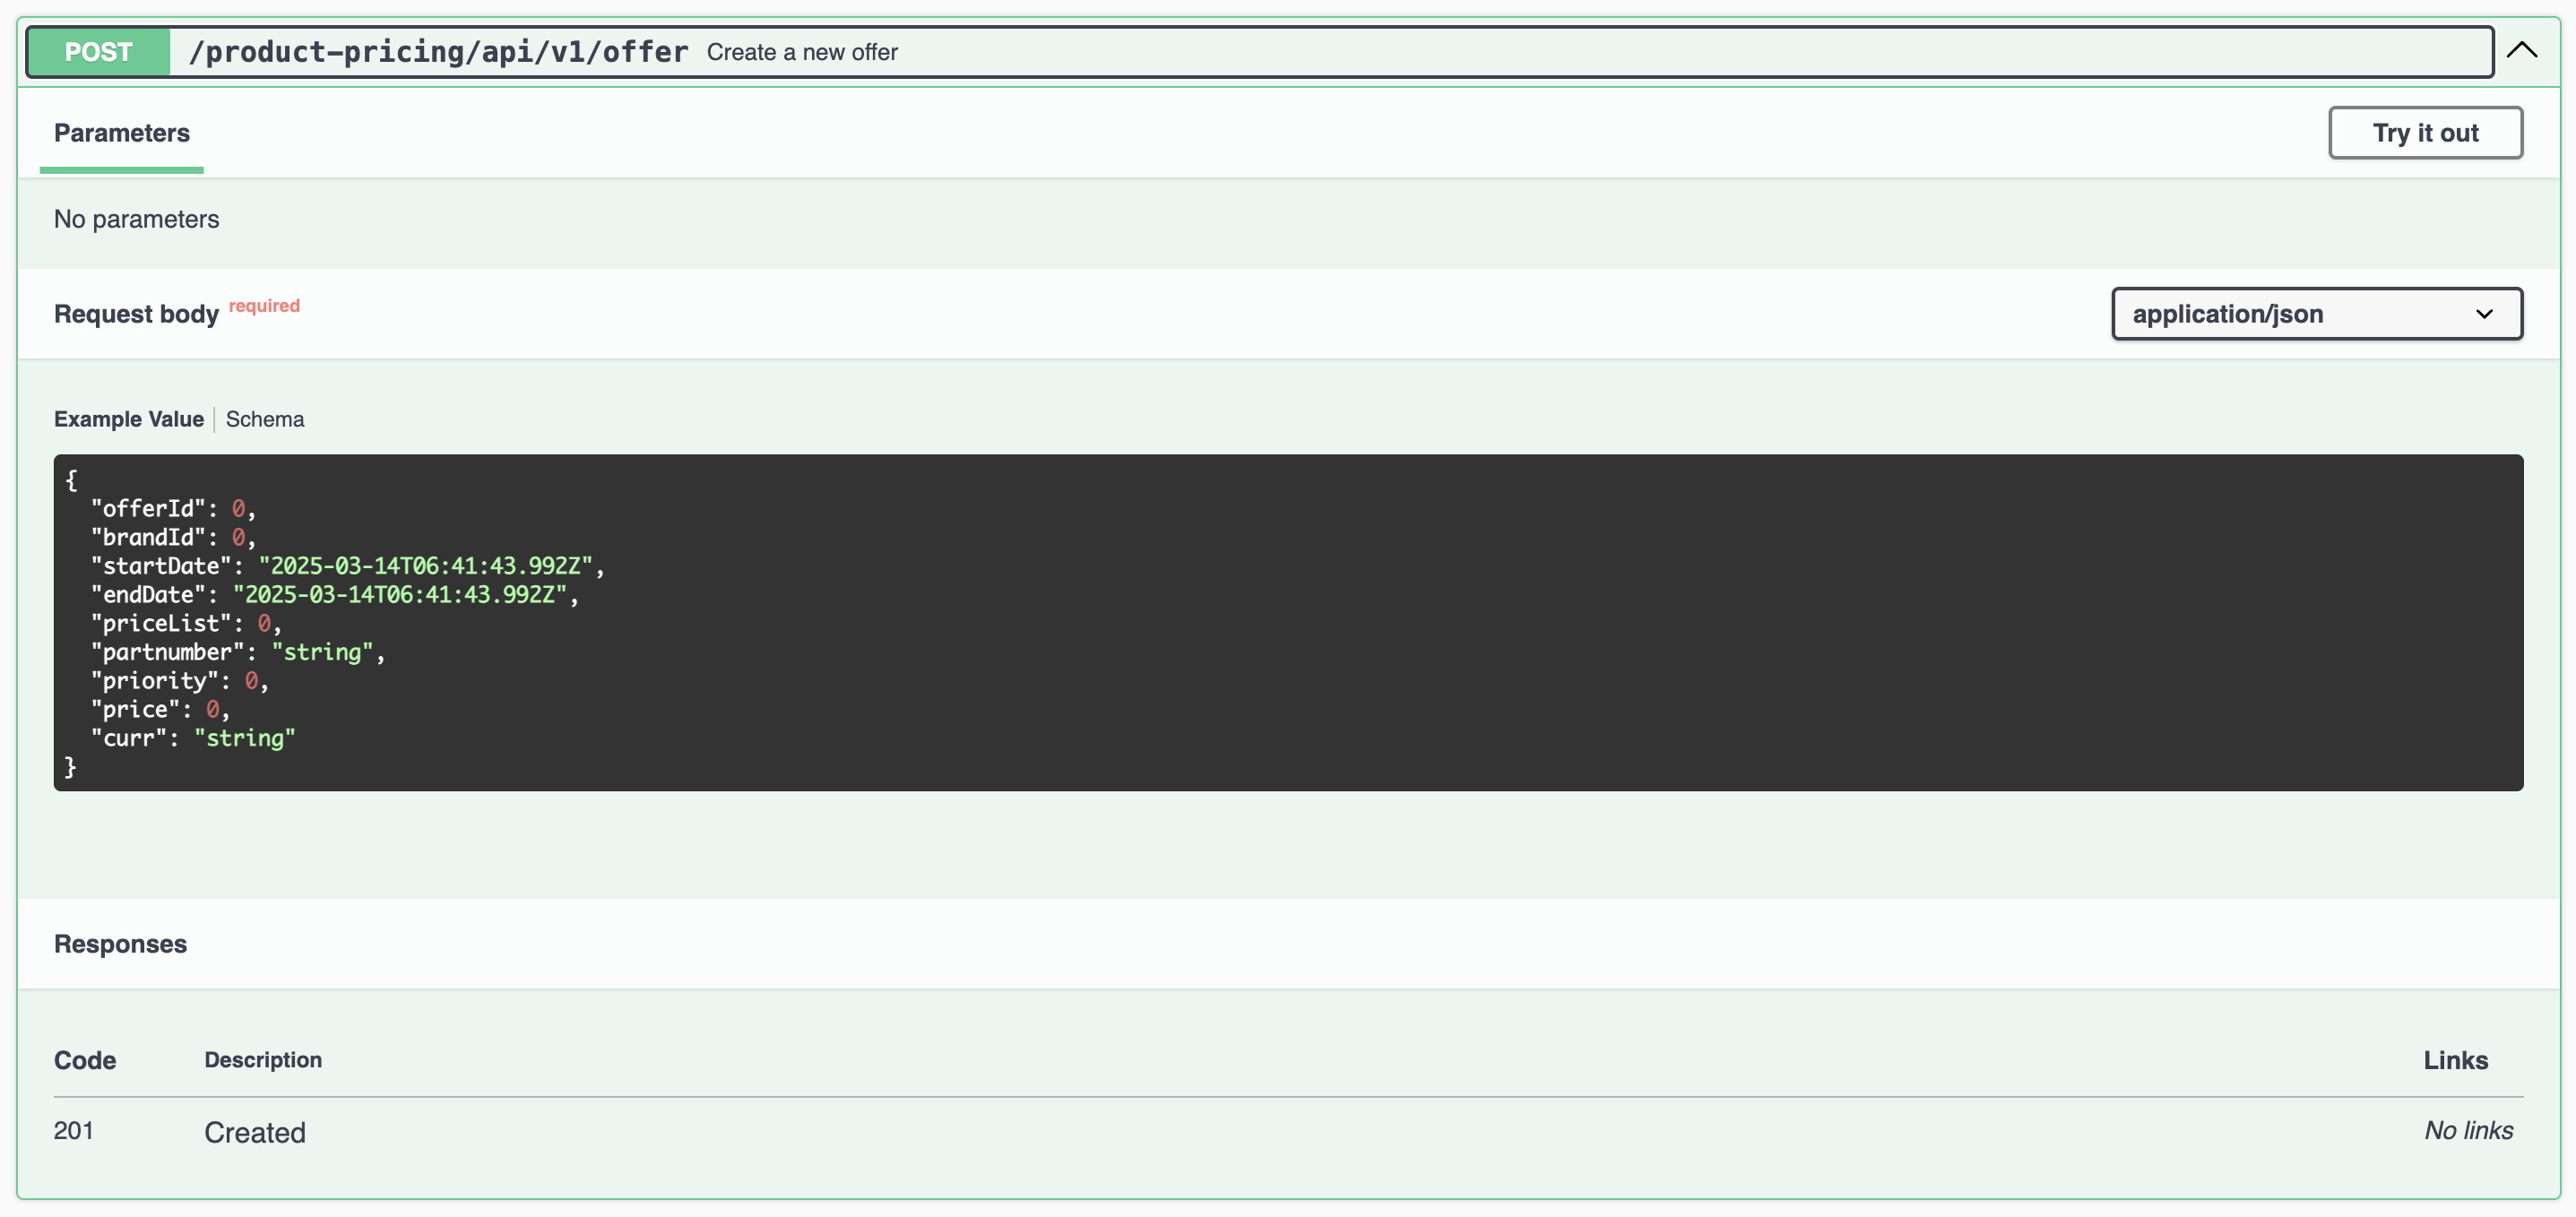 POST /product-pricing/api/v1/offer Create a new offer
Parameters
Try it out
No parameters
Request body required
application/json
Example Value | Schema
{
  "offerId": 0,
  "brandId": 0,
  "startDate": "2025-03-14T06:41:43.992Z",
  "endDate": "2025-03-14T06:41:43.992Z",
  "priceList": 0,
  "partnumber": "string",
  "priority": 0,
  "price": 0,
  "curr": "string"
}
Responses
Code Description Links
201 Created No links